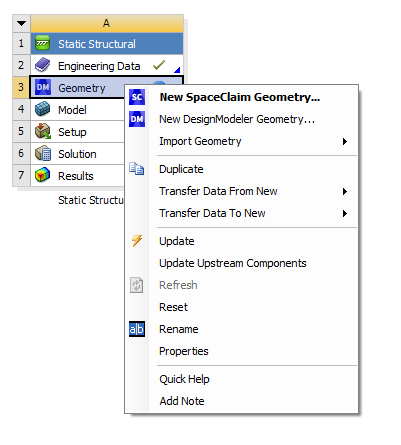 A
1 Static Structural
2 Engineering Data
3 DM Geometry
4 Model
5 Setup
6 Solution
7 Results
Static Structu
SC New SpaceClaim Geometry...
DM New DesignModeler Geometry...
Import Geometry
Duplicate
Transfer Data From New
Transfer Data To New
Update
Update Upstream Components
Refresh
Reset
a|b Rename
Properties
Quick Help
Add Note